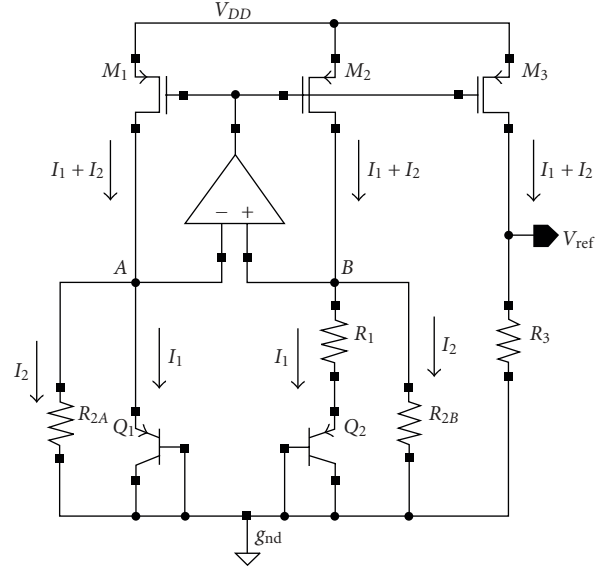 V_DD
M_1
M_2
M_3
I_1 + I_2
I_1 + I_2
I_1 + I_2
− +
V_ref
A
B
R_1
R_3
I_2
I_1
I_1
I_2
R_2A
Q_1
Q_2
R_2B
g_nd